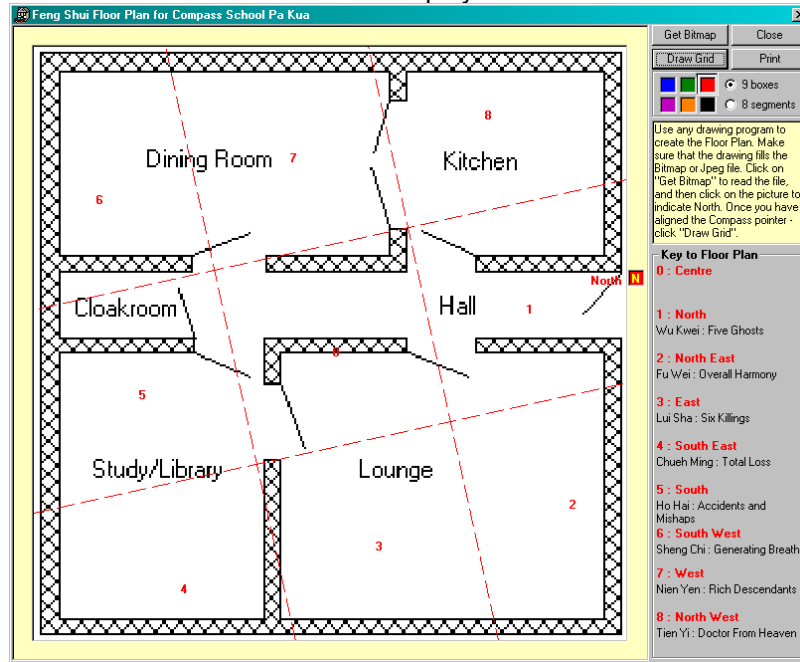 Feng Shui Floor Plan for Compass School Pa Kua
Get Bitmap
Close
Draw Grid
Print
9 boxes
8 segments
Use any drawing program to
create the Floor Plan. Make
sure that the drawing fills the
Bitmap or Jpeg file. Click on
"Get Bitmap" to read the file,
and then click on the picture to
indicate North. Once you have
aligned the Compass pointer -
click "Draw Grid".
Key to Floor Plan
0 : Centre
1 : North
Wu Kwei : Five Ghosts
2 : North East
Fu Wei : Overall Harmony
3 : East
Lui Sha : Six Killings
4 : South East
Chueh Ming : Total Loss
5 : South
Ho Hai : Accidents and
Mishaps
6 : South West
Sheng Chi : Generating Breath
7 : West
Nien Yen : Rich Descendants
8 : North West
Tien Yi : Doctor From Heaven
8
Dining Room 7
Kitchen
6
North N
Cloakroom
Hall
1
0
5
Study/Library
Lounge
2
3
4